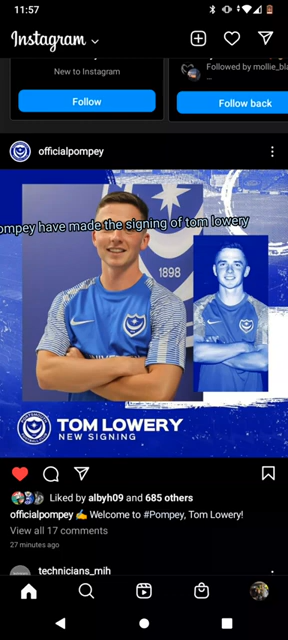 11:57
Instagram
New to Instagram
Followed by mollie_bla
...
Follow
Follow back
officialpompey
ompey have made the signing of tom lowery
1898
TOM LOWERY
NEW SIGNING
Liked by albyh09 and 685 others
officialpompey ✍️ Welcome to #Pompey, Tom Lowery!
View all 17 comments
27 minutes ago
technicians_mih